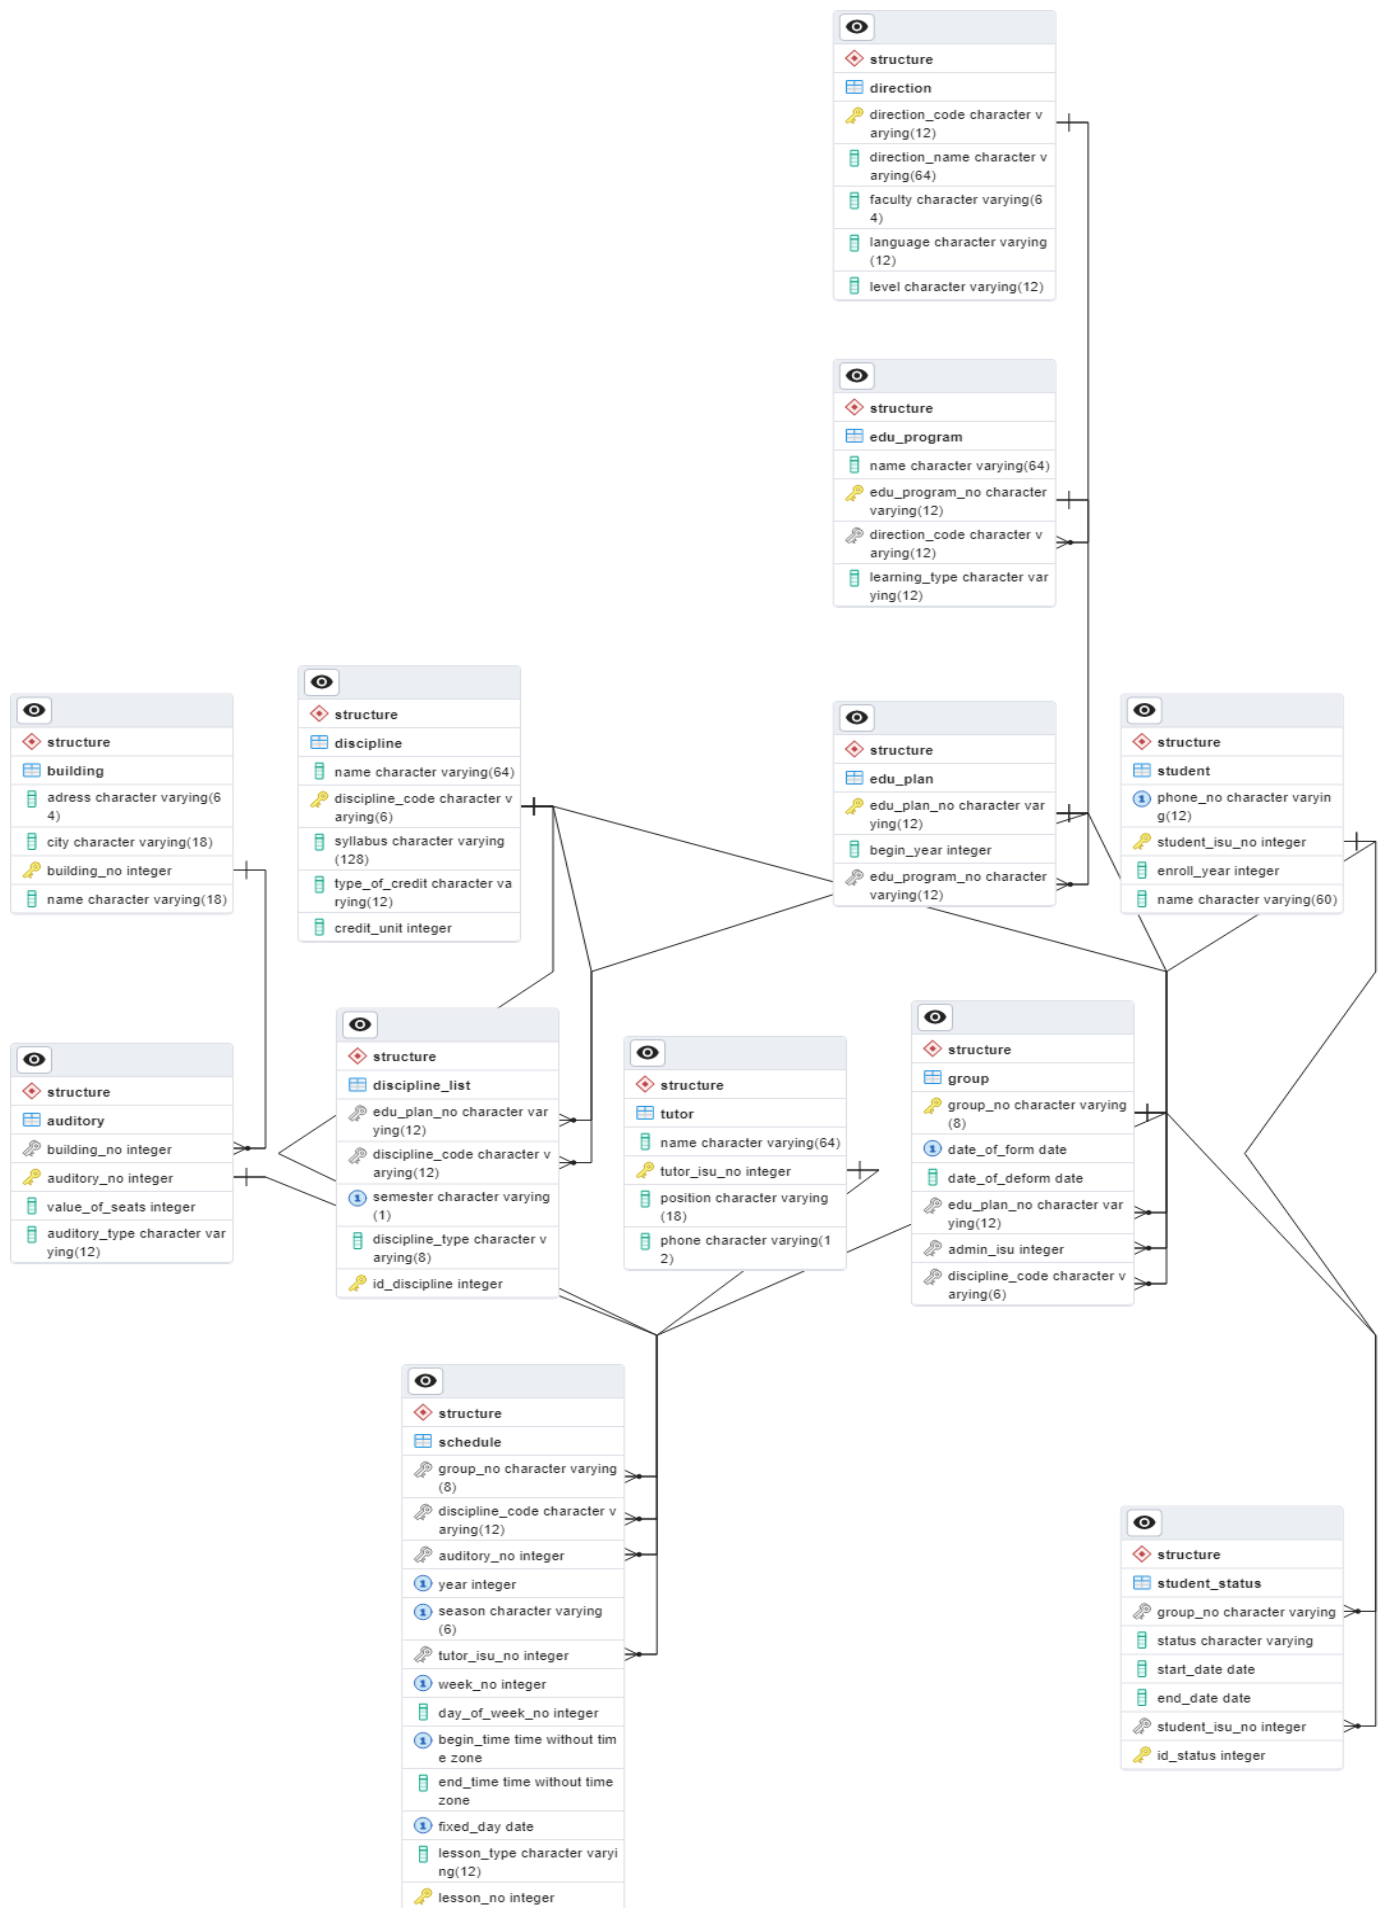 structure
direction
direction_code character v
arying(12)
direction_name character v
arying(64)
faculty character varying(6
4)
language character varying
(12)
level character varying(12)
structure
edu_program
name character varying(64)
edu_program_no character
varying(12)
direction_code character v
arying(12)
learning_type character var
ying(12)
structure
building
adress character varying(6
4)
city character varying(18)
building_no integer
name character varying(18)
structure
discipline
name character varying(64)
discipline_code character v
arying(6)
syllabus character varying
(128)
type_of_credit character va
rying(12)
credit_unit integer
structure
edu_plan
edu_plan_no character var
ying(12)
begin_year integer
edu_program_no character
varying(12)
structure
student
phone_no character varyin
g(12)
student_isu_no integer
enroll_year integer
name character varying(60)
structure
auditory
building_no integer
auditory_no integer
value_of_seats integer
auditory_type character var
ying(12)
structure
discipline_list
edu_plan_no character var
ying(12)
discipline_code character v
arying(12)
semester character varying
(1)
discipline_type character v
arying(8)
id_discipline integer
structure
tutor
name character varying(64)
tutor_isu_no integer
position character varying
(18)
phone character varying(1
2)
structure
group
group_no character varying
(8)
date_of_form date
date_of_deform date
edu_plan_no character var
ying(12)
admin_isu integer
discipline_code character v
arying(6)
structure
schedule
group_no character varying
(8)
discipline_code character v
arying(12)
auditory_no integer
year integer
season character varying
(6)
tutor_isu_no integer
week_no integer
day_of_week_no integer
begin_time time without tim
e zone
end_time time without time
zone
fixed_day date
lesson_type character varyi
ng(12)
lesson_no integer
structure
student_status
group_no character varying
status character varying
start_date date
end_date date
student_isu_no integer
id_status integer